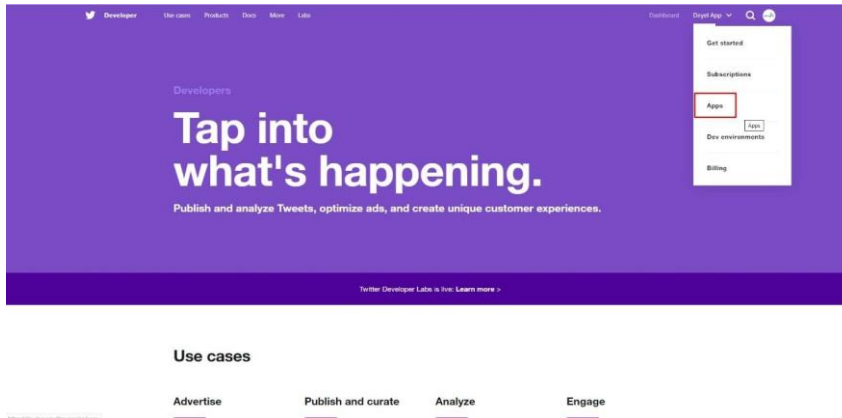 Developer Use cases Products Docs More Labs Dashboard Deyel App
Get started
Subscriptions
Apps
Apps
Dev environments
Billing
Developers
Tap into
what's happening.
Publish and analyze Tweets, optimize ads, and create unique customer experiences.
Twitter Developer Labs is live: Learn more >
Use cases
Advertise Publish and curate Analyze Engage